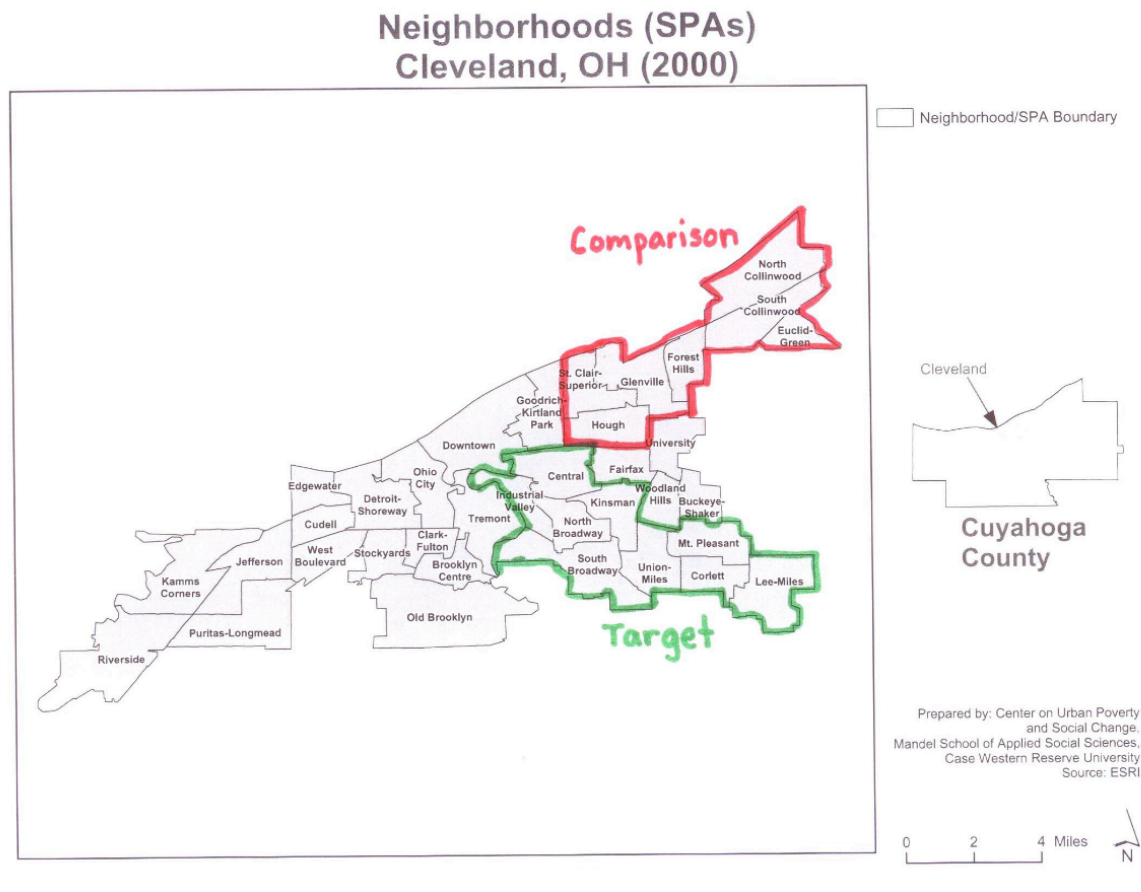 Neighborhoods (SPAs)
Cleveland, OH (2000)
Neighborhood/SPA Boundary
Comparison
North
Collinwood
South
Collinwood
Euclid-
Green
Forest
Hills
St. Clair-
Superior
Glenville
Goodrich-
Kirtland
Park
Hough
University
Downtown
Fairfax
Central
Ohio
City
Edgewater
Detroit-
Shoreway
Industrial
Valley
Woodland
Hills
Buckeye-
Shaker
Kinsman
Tremont
Cudell
North
Broadway
Clark-
Fulton
Mt. Pleasant
West
Boulevard
Stockyards
Jefferson
Brooklyn
Centre
South
Broadway
Union-
Miles
Corlett
Lee-Miles
Kamms
Corners
Old Brooklyn
Puritas-Longmead
Riverside
Target
Cleveland
Cuyahoga
County
Prepared by: Center on Urban Poverty
and Social Change,
Mandel School of Applied Social Sciences,
Case Western Reserve University
Source: ESRI
0 2 4 Miles
N